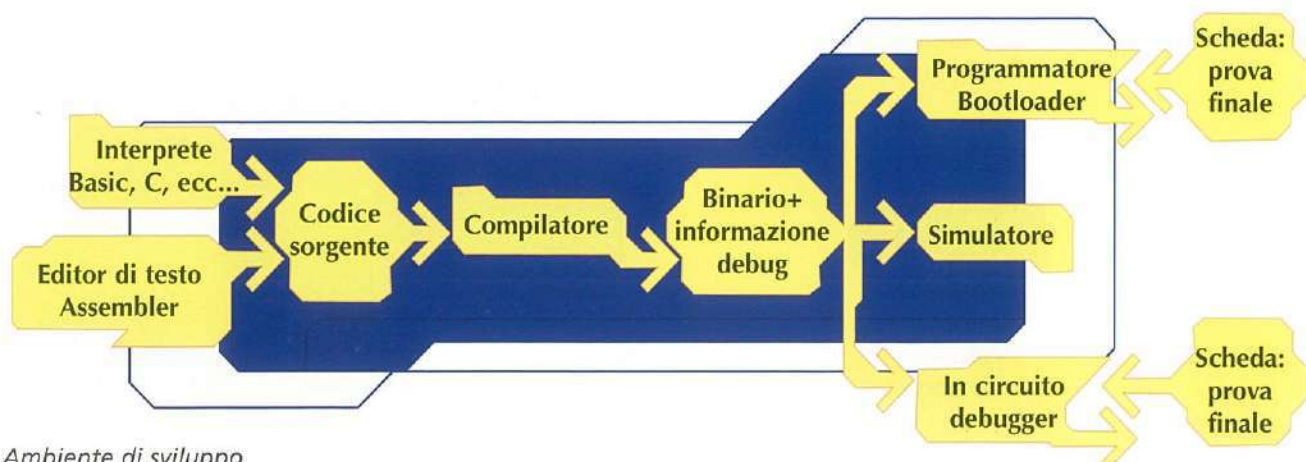 Interprete
Basic, C, ecc...
Editor di testo
Assembler
Codice
sorgente
Compilatore
Binario+
informazione
debug
Programmatore
Bootloader
Scheda:
prova
finale
Simulatore
In circuito
debugger
Scheda:
prova
finale
Ambiente di sviluppo